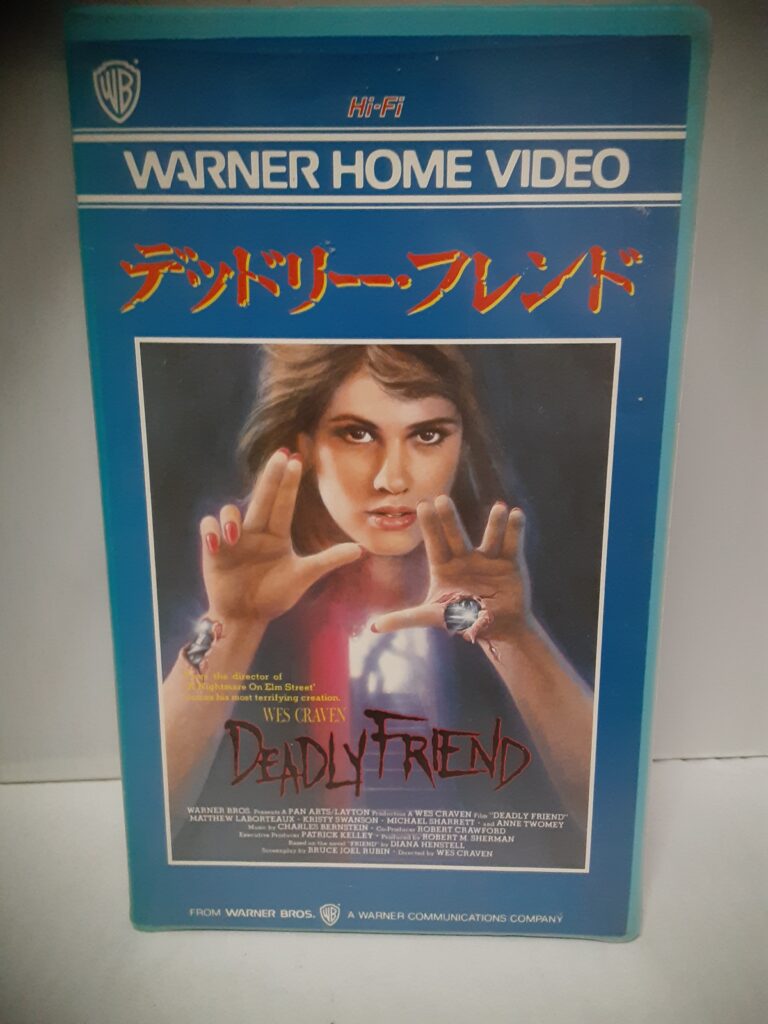 WB
Hi-Fi
WARNER HOME VIDEO
デッドリー・フレンド
the director of
'A Nightmare On Elm Street'
comes his most terrifying creation.
WES CRAVEN
DEADLY FRIEND
WARNER BROS. Presents A PAN ARTS/LAYTON Production A WES CRAVEN Film "DEADLY FRIEND"
MATTHEW LABORTEAUX · KRISTY SWANSON · MICHAEL SHARRETT · and ANNE TWOMEY
Music by CHARLES BERNSTEIN · Co-Producer ROBERT CRAWFORD
Executive Producer PATRICK KELLEY · Produced by ROBERT M. SHERMAN
Based on the novel "FRIEND" by DIANA HENSTELL
Screenplay by BRUCE JOEL RUBIN · Directed by WES CRAVEN
FROM WARNER BROS. WB A WARNER COMMUNICATIONS COMPANY